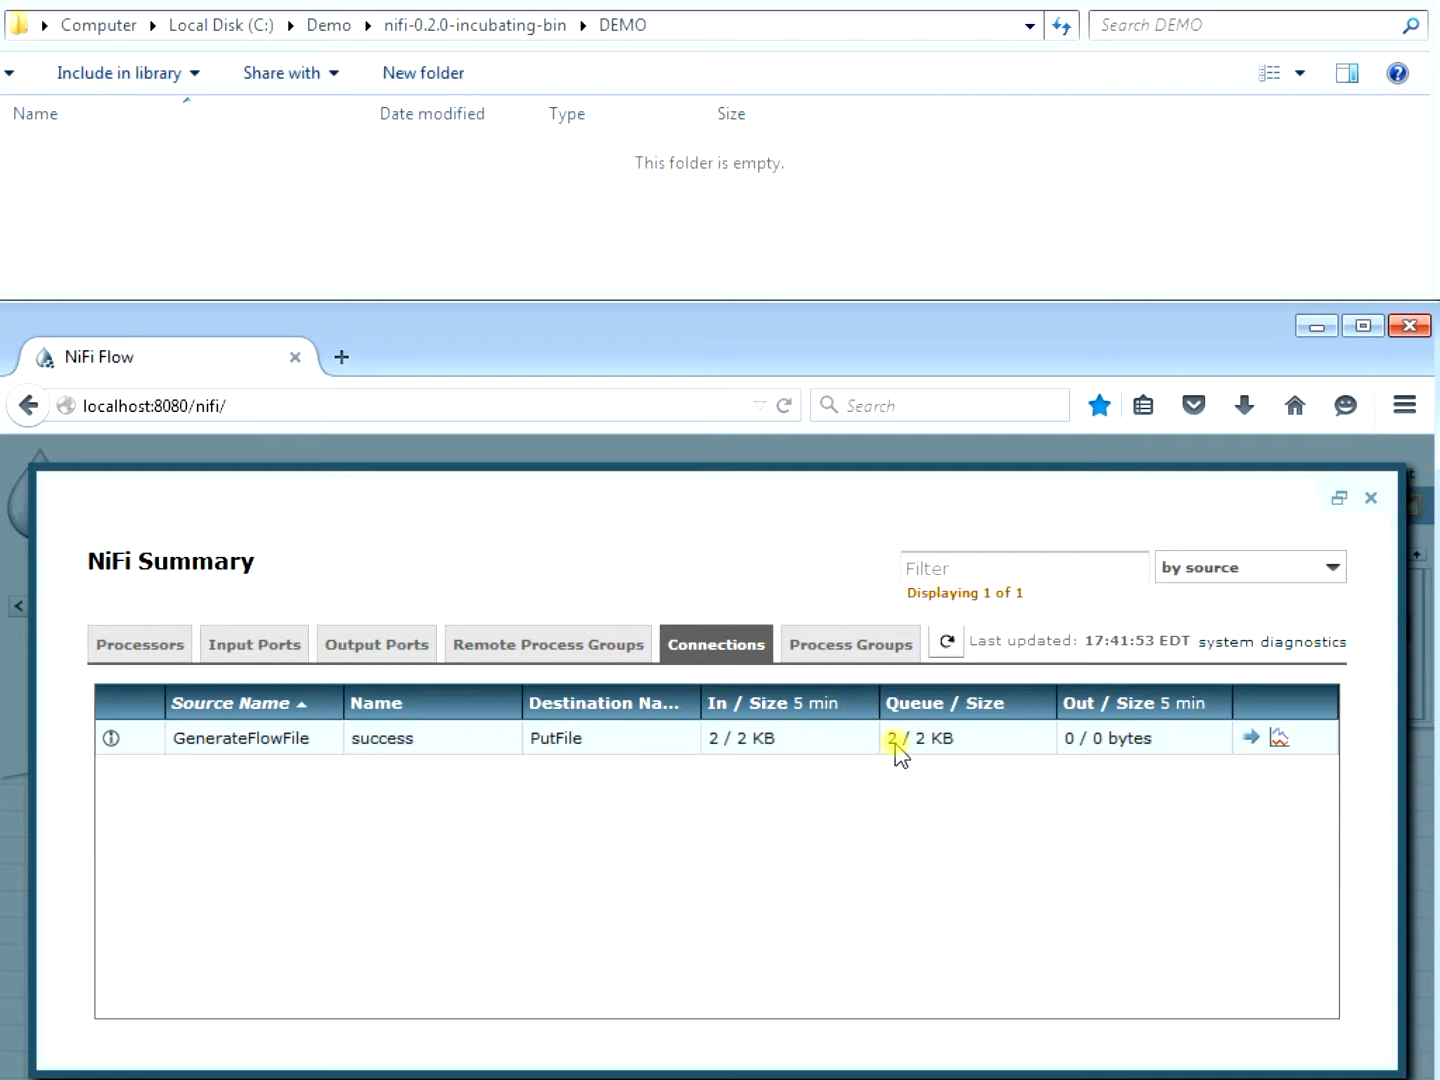 Computer Local Disk (C:) Demo nifi-0.2.0-incubating-bin DEMO Search DEMO
Include in library Share with New folder
Name Date modified Type Size
This folder is empty.
NiFi Flow
localhost:8080/nifi/ Search
NiFi Summary
Filter by source
Displaying 1 of 1
Processors Input Ports Output Ports Remote Process Groups Connections Process Groups Last updated: 17:41:53 EDT system diagnostics
Source Name Name Destination Na... In / Size 5 min Queue / Size Out / Size 5 min
GenerateFlowFile success PutFile 2 / 2 KB 2 / 2 KB 0 / 0 bytes